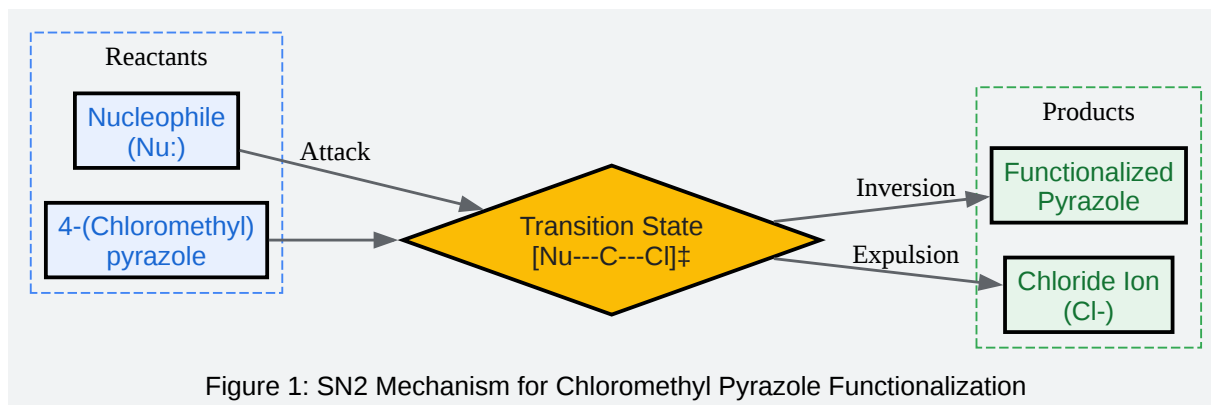 Reactants
Nucleophile
(Nu:)
4-(Chloromethyl)
pyrazole
Attack
Transition State
[Nu---C---Cl]‡
Inversion
Expulsion
Products
Functionalized
Pyrazole
Chloride Ion
(Cl-)
Figure 1: SN2 Mechanism for Chloromethyl Pyrazole Functionalization